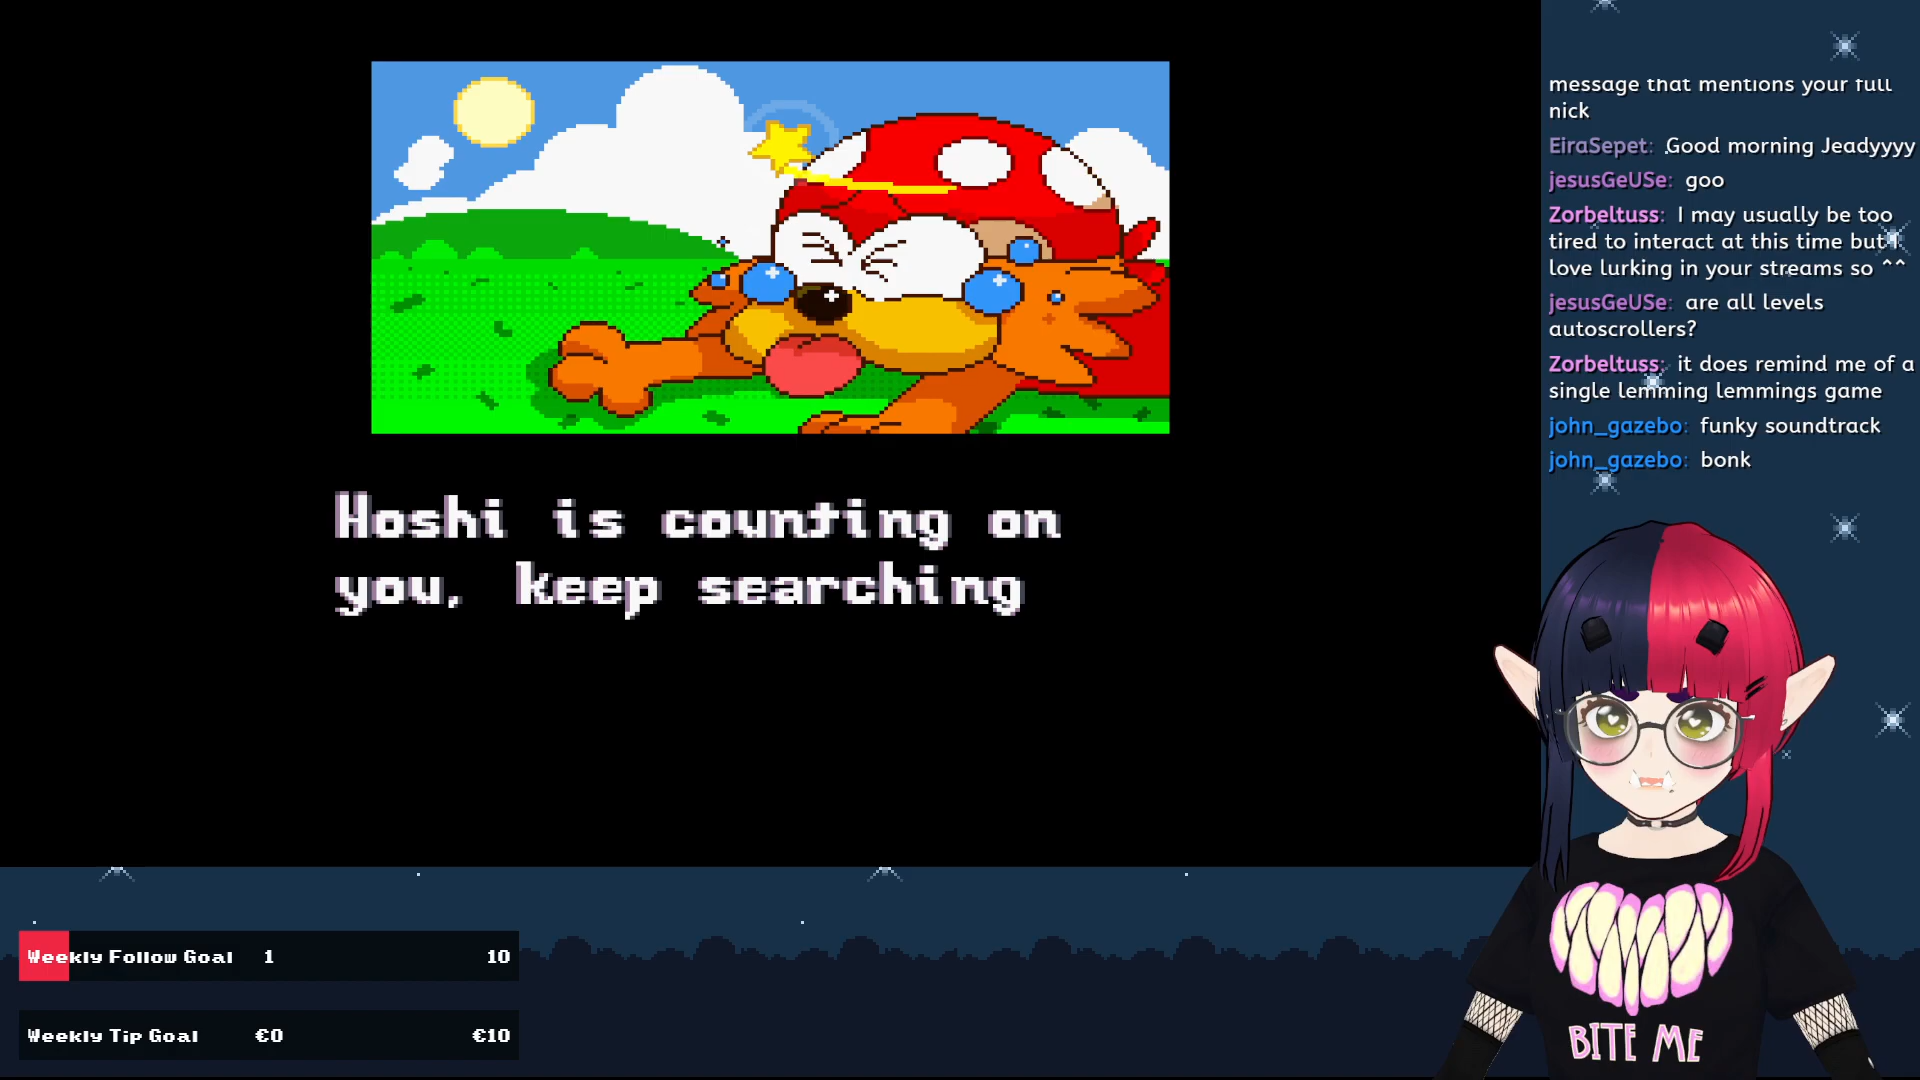 Hoshi is counting on
you, keep searching
message that mentions your full
nick
EiraSepet: Good morning Jeadyyyy
jesusGeUSe: goo
Zorbeltuss: I may usually be too
tired to interact at this time but I
love lurking in your streams so ^^
jesusGeUSe: are all levels
autoscrollers?
Zorbeltuss: it does remind me of a
single lemming lemmings game
john_gazebo: funky soundtrack
john_gazebo: bonk
Weekly Follow Goal 1 10
Weekly Tip Goal €0 €10
BITE ME